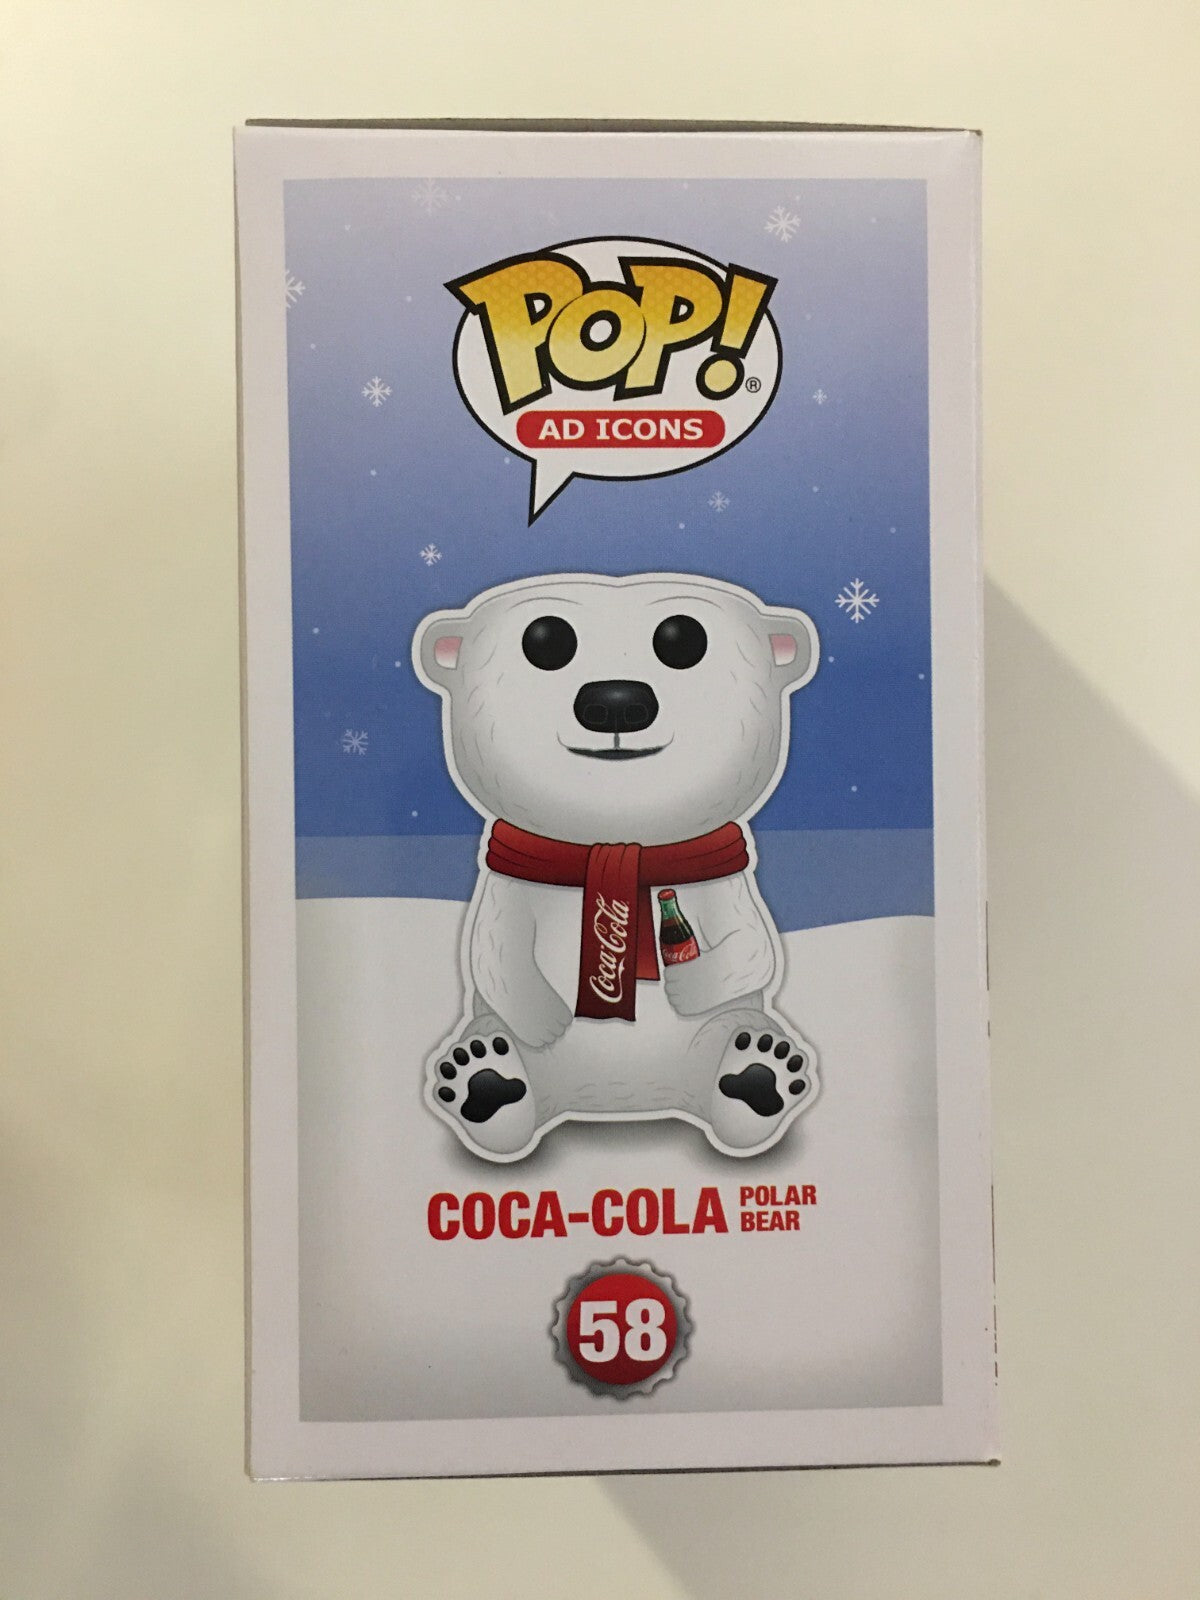 POP!®
AD ICONS
Coca-Cola
Coca-Cola
COCA-COLA POLAR
BEAR
58